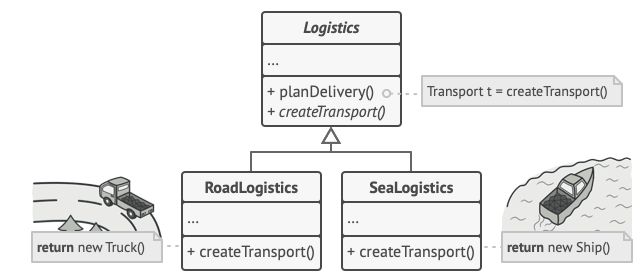 Logistics
...
+ planDelivery()
+ createTransport()
Transport t = createTransport()
RoadLogistics
...
+ createTransport()
SeaLogistics
...
+ createTransport()
return new Truck()
return new Ship()